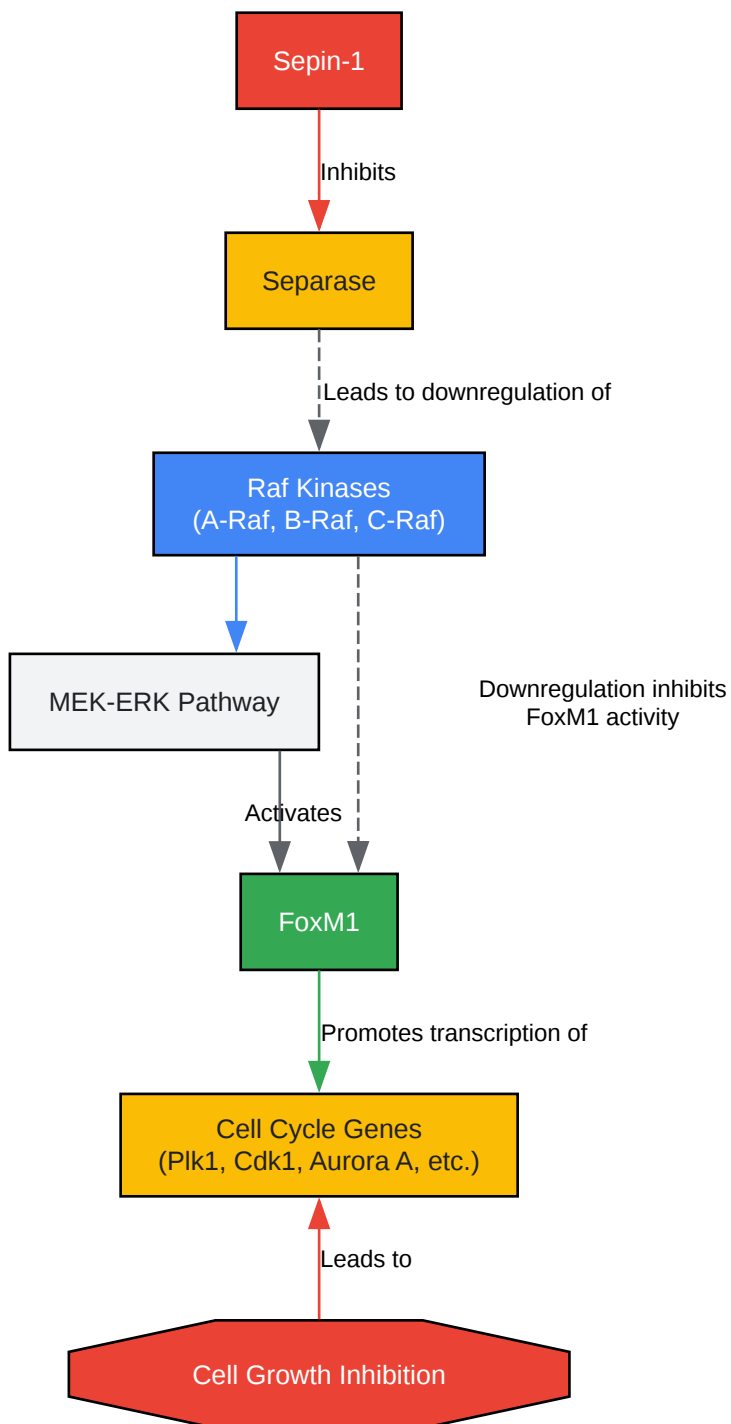 Sepin-1
Inhibits
Separase
Leads to downregulation of
Raf Kinases
(A-Raf, B-Raf, C-Raf)
MEK-ERK Pathway
Downregulation inhibits
FoxM1 activity
Activates
FoxM1
Promotes transcription of
Cell Cycle Genes
(Plk1, Cdk1, Aurora A, etc.)
Leads to
Cell Growth Inhibition